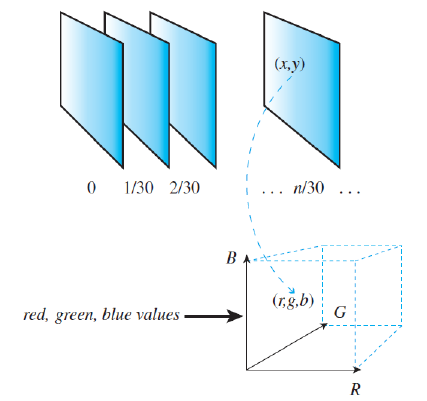 (x,y)
0 1/30 2/30 ... n/30 ...
B
(r,g,b)
G
red, green, blue values
R